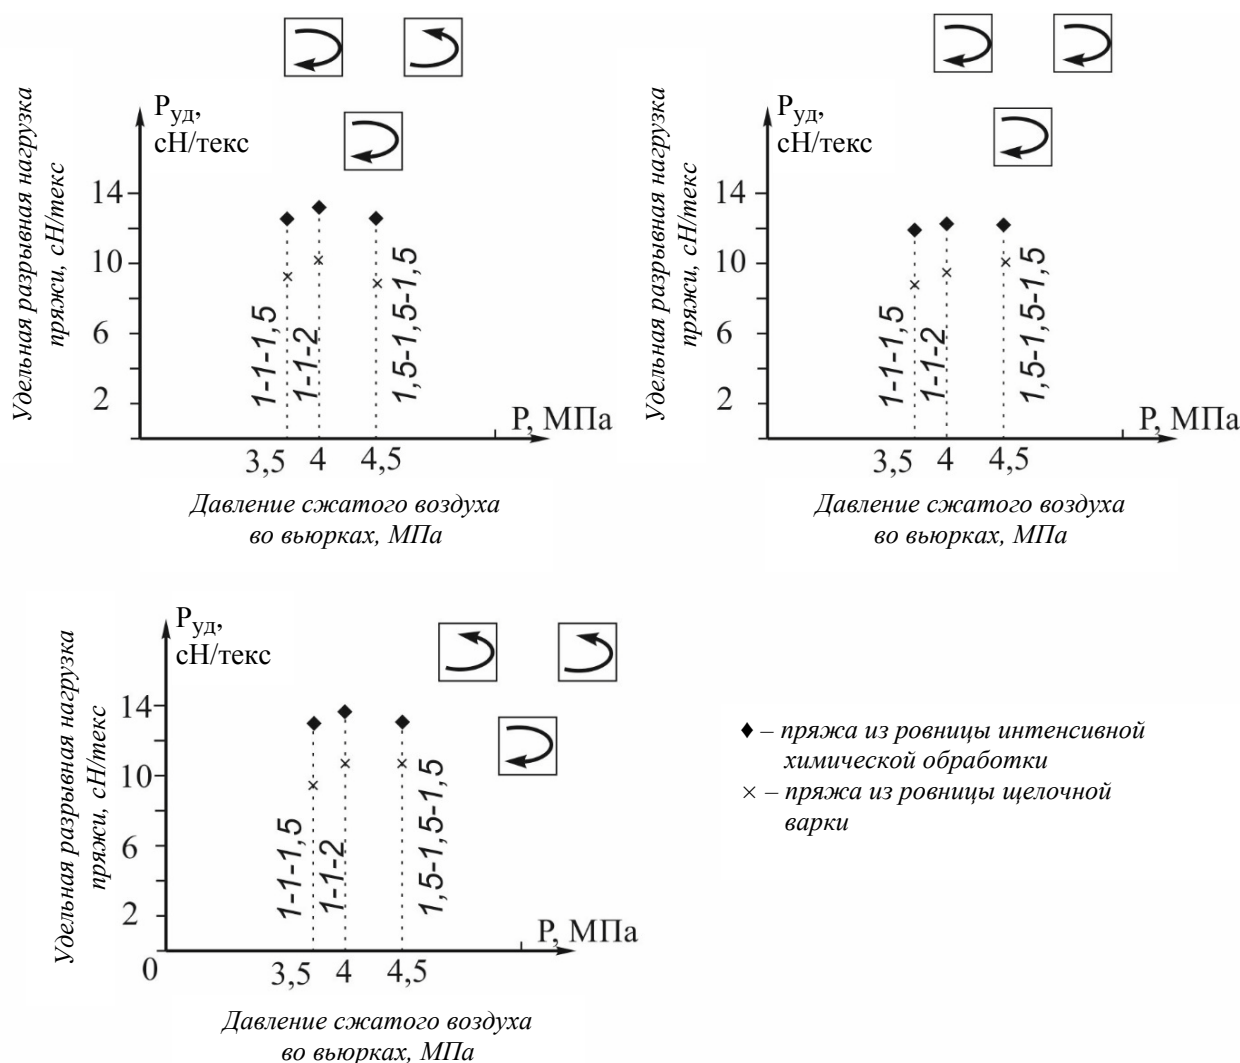 Удельная разрывная нагрузка
пряжи, сН/текс
Pуд,
сН/текс
14
10
6
2
1-1-1,5
1-1-2
1,5-1,5-1,5
P, МПа
3,5 4 4,5
Давление сжатого воздуха
во вьюрках, МПа
Удельная разрывная нагрузка
пряжи, сН/текс
Pуд,
сН/текс
14
10
6
2
1-1-1,5
1-1-2
1,5-1,5-1,5
P, МПа
3,5 4 4,5
Давление сжатого воздуха
во вьюрках, МПа
Удельная разрывная нагрузка
пряжи, сН/текс
Pуд,
сН/текс
14
10
6
2
0
1-1-1,5
1-1-2
1,5-1,5-1,5
P, МПа
3,5 4 4,5
Давление сжатого воздуха
во вьюрках, МПа
♦ – пряжа из ровницы интенсивной
химической обработки
× – пряжа из ровницы щелочной
варки